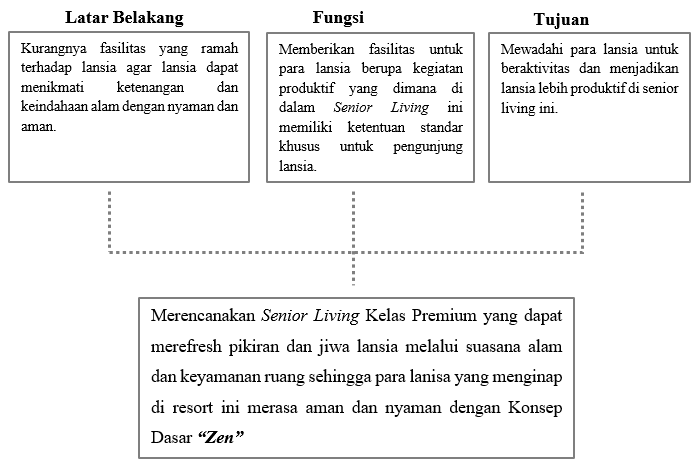 Latar Belakang
Kurangnya fasilitas yang ramah
terhadap lansia agar lansia dapat
menikmati ketenangan dan
keindahaan alam dengan nyaman dan
aman.
Fungsi
Memberikan fasilitas untuk
para lansia berupa kegiatan
produktif yang dimana di
dalam Senior Living ini
memiliki ketentuan standar
khusus untuk pengunjung
lansia.
Tujuan
Mewadahi para lansia untuk
beraktivitas dan menjadikan
lansia lebih produktif di senior
living ini.
Merencanakan Senior Living Kelas Premium yang dapat
merefresh pikiran dan jiwa lansia melalui suasana alam
dan keyamanan ruang sehingga para lanisa yang menginap
di resort ini merasa aman dan nyaman dengan Konsep
Dasar “Zen”